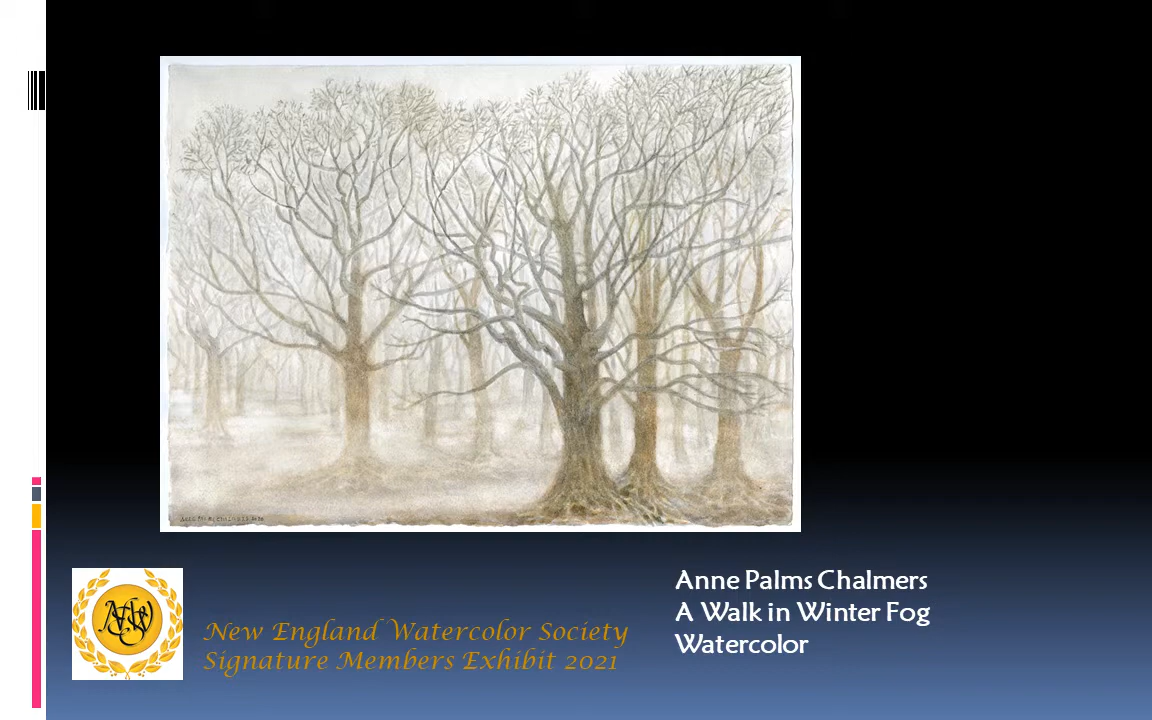 New England Watercolor Society
Signature Members Exhibit 2021
Anne Palms Chalmers
A Walk in Winter Fog
Watercolor